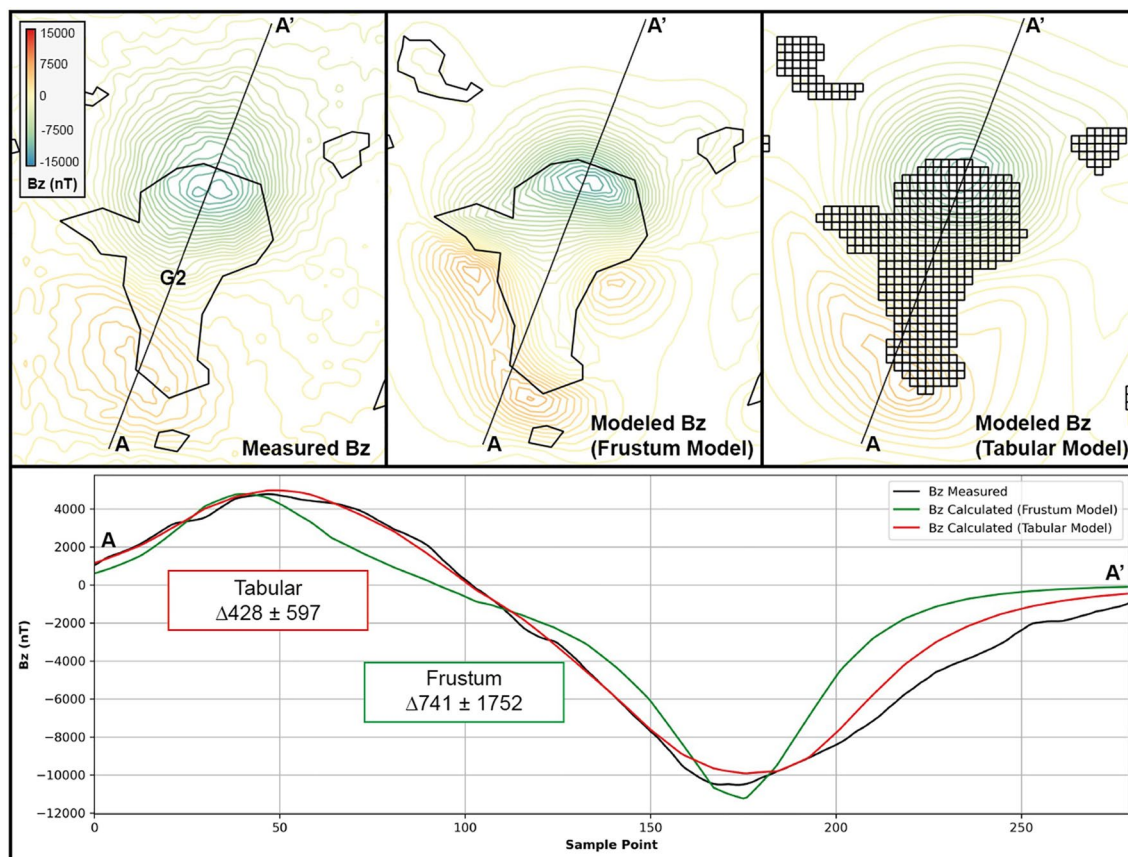 15000
7500
0
-7500
-15000
Bz (nT)
A'
G2
A
Measured Bz
A'
A
Modeled Bz
(Frustum Model)
A'
A
Modeled Bz
(Tabular Model)
Bz Measured
Bz Calculated (Frustum Model)
Bz Calculated (Tabular Model)
A
A'
Tabular
Δ428 ± 597
Frustum
Δ741 ± 1752
4000
2000
0
−2000
−4000
−6000
−8000
−10000
−12000
Bz (nT)
0 50 100 150 200 250
Sample Point